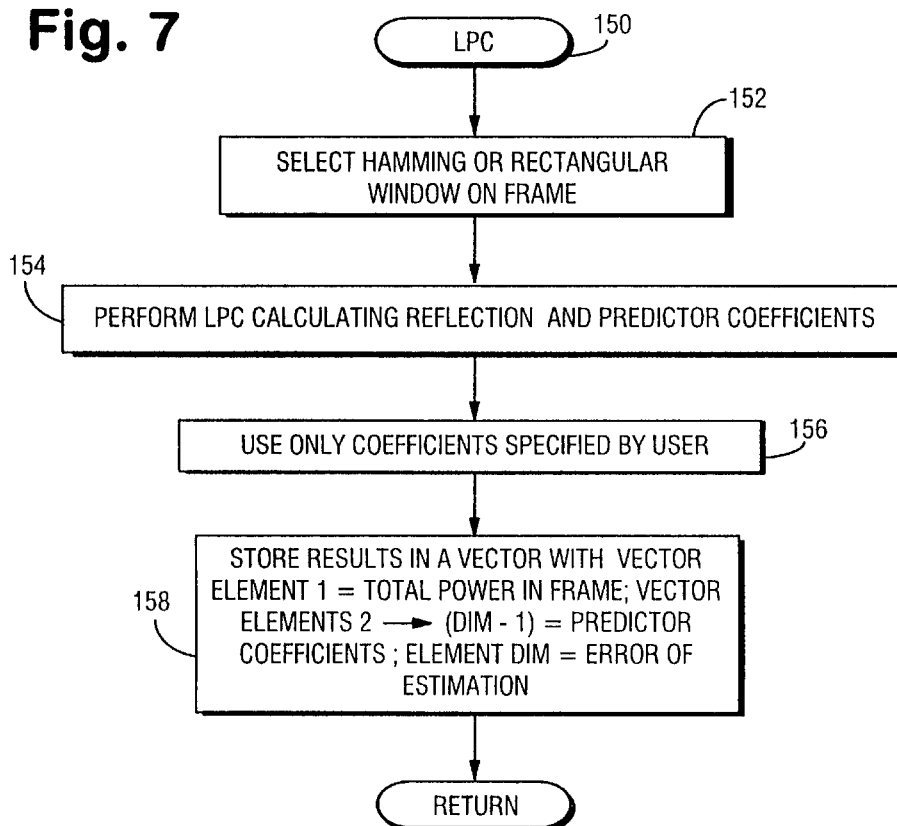 Fig. 7
LPC
150
152
SELECT HAMMING OR RECTANGULAR
WINDOW ON FRAME
154
PERFORM LPC CALCULATING REFLECTION AND PREDICTOR COEFFICIENTS
USE ONLY COEFFICIENTS SPECIFIED BY USER
156
158
STORE RESULTS IN A VECTOR WITH VECTOR
ELEMENT 1 = TOTAL POWER IN FRAME; VECTOR
ELEMENTS 2 → (DIM - 1) = PREDICTOR
COEFFICIENTS ; ELEMENT DIM = ERROR OF
ESTIMATION
RETURN